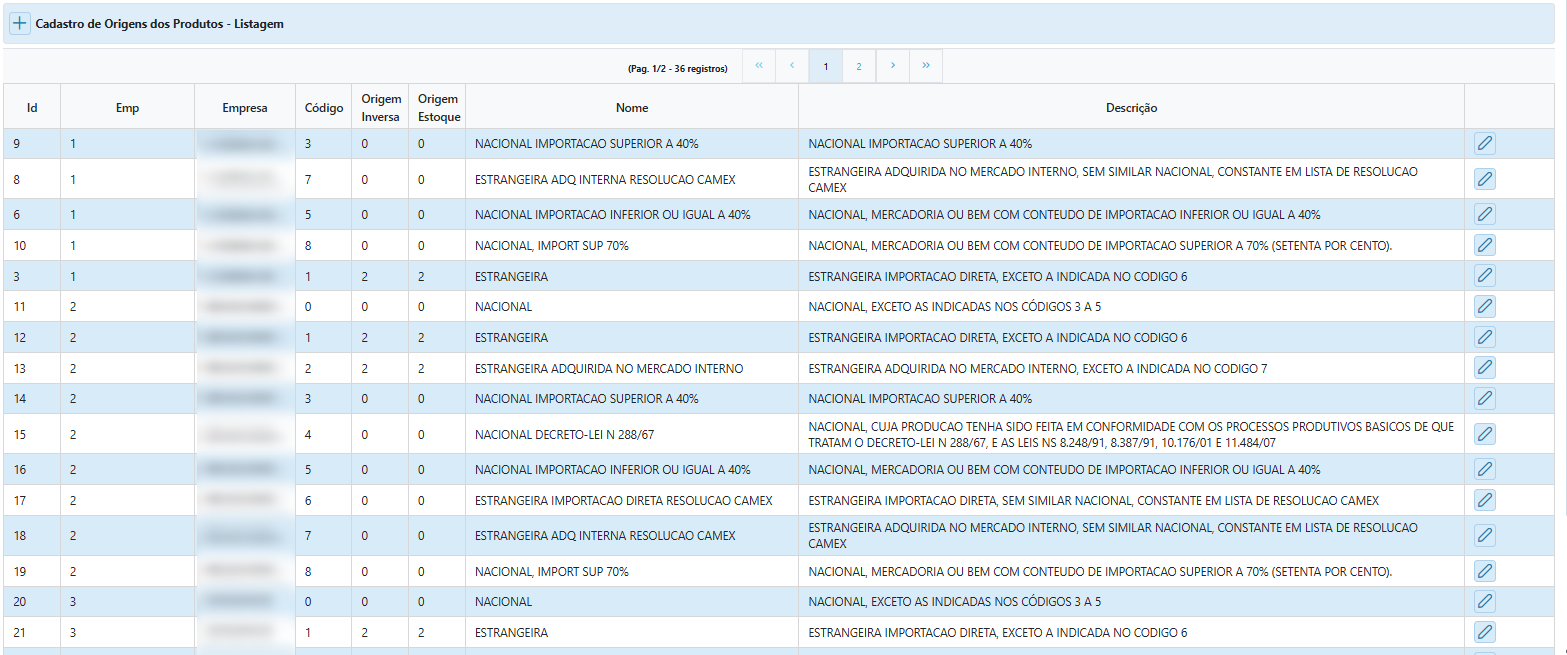 Cadastro de Origens dos Produtos - Listagem
(Pag. 1/2 - 36 registros) « ‹ 1 2 › »
Id Emp Empresa Código Origem Inversa Origem Estoque Nome Descrição
9 1 3 0 0 NACIONAL IMPORTACAO SUPERIOR A 40% NACIONAL IMPORTACAO SUPERIOR A 40%
8 1 7 0 0 ESTRANGEIRA ADQ INTERNA RESOLUCAO CAMEX ESTRANGEIRA ADQUIRIDA NO MERCADO INTERNO, SEM SIMILAR NACIONAL, CONSTANTE EM LISTA DE RESOLUCAO
CAMEX
6 1 5 0 0 NACIONAL IMPORTACAO INFERIOR OU IGUAL A 40% NACIONAL, MERCADORIA OU BEM COM CONTEUDO DE IMPORTACAO INFERIOR OU IGUAL A 40%
10 1 8 0 0 NACIONAL, IMPORT SUP 70% NACIONAL, MERCADORIA OU BEM COM CONTEUDO DE IMPORTACAO SUPERIOR A 70% (SETENTA POR CENTO).
3 1 1 2 2 ESTRANGEIRA ESTRANGEIRA IMPORTACAO DIRETA, EXCETO A INDICADA NO CODIGO 6
11 2 0 0 0 NACIONAL NACIONAL, EXCETO AS INDICADAS NOS CÓDIGOS 3 A 5
12 2 1 2 2 ESTRANGEIRA ESTRANGEIRA IMPORTACAO DIRETA, EXCETO A INDICADA NO CODIGO 6
13 2 2 2 2 ESTRANGEIRA ADQUIRIDA NO MERCADO INTERNO ESTRANGEIRA ADQUIRIDA NO MERCADO INTERNO, EXCETO A INDICADA NO CODIGO 7
14 2 3 0 0 NACIONAL IMPORTACAO SUPERIOR A 40% NACIONAL IMPORTACAO SUPERIOR A 40%
15 2 4 0 0 NACIONAL DECRETO-LEI N 288/67 NACIONAL, CUJA PRODUCAO TENHA SIDO FEITA EM CONFORMIDADE COM OS PROCESSOS PRODUTIVOS BASICOS DE QUE
TRATAM O DECRETO-LEI N 288/67, E AS LEIS NS 8.248/91, 8.387/91, 10.176/01 E 11.484/07
16 2 5 0 0 NACIONAL IMPORTACAO INFERIOR OU IGUAL A 40% NACIONAL, MERCADORIA OU BEM COM CONTEUDO DE IMPORTACAO INFERIOR OU IGUAL A 40%
17 2 6 0 0 ESTRANGEIRA IMPORTACAO DIRETA RESOLUCAO CAMEX ESTRANGEIRA IMPORTACAO DIRETA, SEM SIMILAR NACIONAL, CONSTANTE EM LISTA DE RESOLUCAO CAMEX
18 2 7 0 0 ESTRANGEIRA ADQ INTERNA RESOLUCAO CAMEX ESTRANGEIRA ADQUIRIDA NO MERCADO INTERNO, SEM SIMILAR NACIONAL, CONSTANTE EM LISTA DE RESOLUCAO
CAMEX
19 2 8 0 0 NACIONAL, IMPORT SUP 70% NACIONAL, MERCADORIA OU BEM COM CONTEUDO DE IMPORTACAO SUPERIOR A 70% (SETENTA POR CENTO).
20 3 0 0 0 NACIONAL NACIONAL, EXCETO AS INDICADAS NOS CÓDIGOS 3 A 5
21 3 1 2 2 ESTRANGEIRA ESTRANGEIRA IMPORTACAO DIRETA, EXCETO A INDICADA NO CODIGO 6